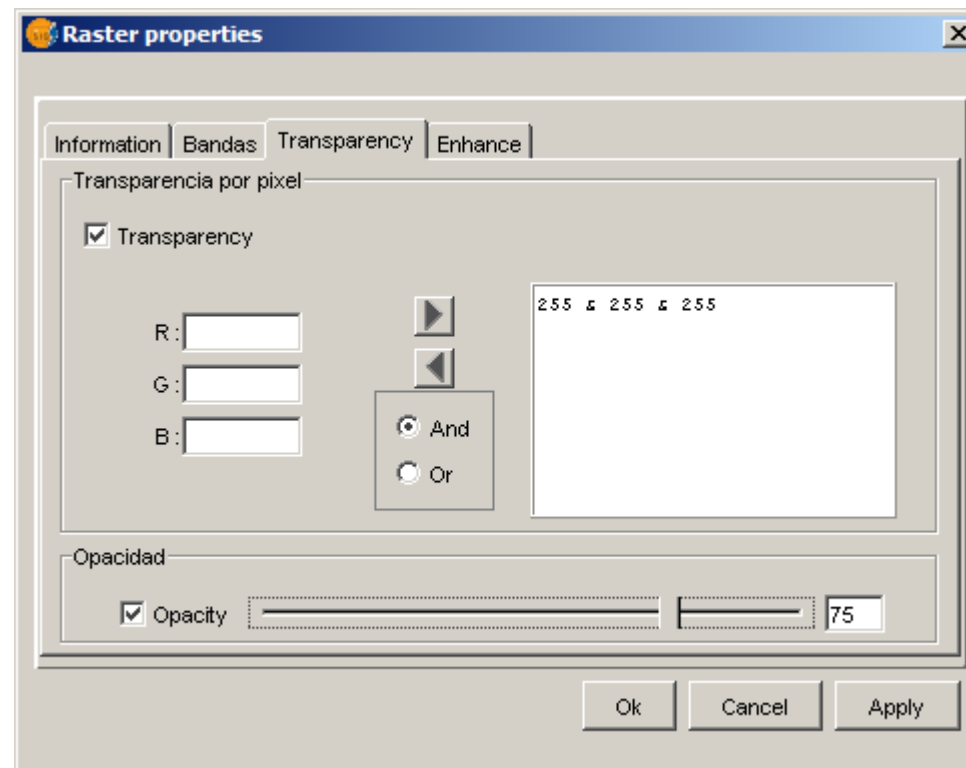 Raster properties
Information Bandas Transparency Enhance
Transparencia por pixel
Transparency
255 & 255 & 255
R :
G :
B :
And
Or
Opacidad
Opacity 75
Ok Cancel Apply